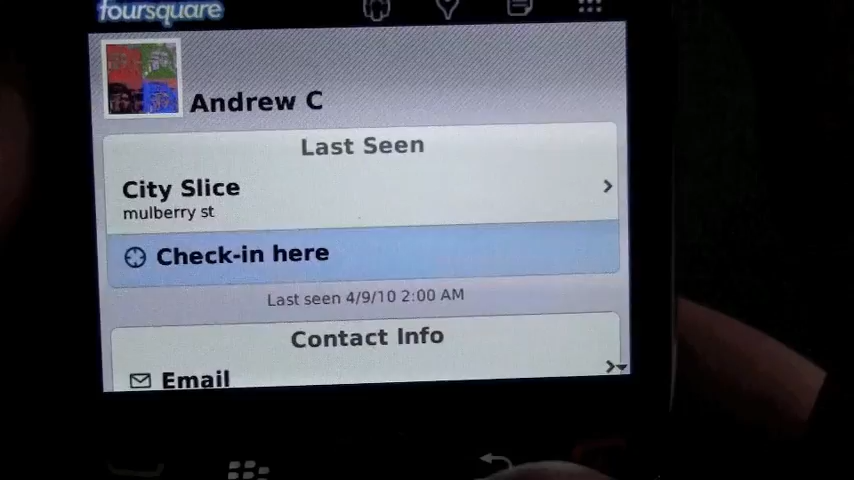 foursquare
Andrew C
Last Seen
City Slice
mulberry st
Check-in here
Last seen 4/9/10 2:00 AM
Contact Info
Email